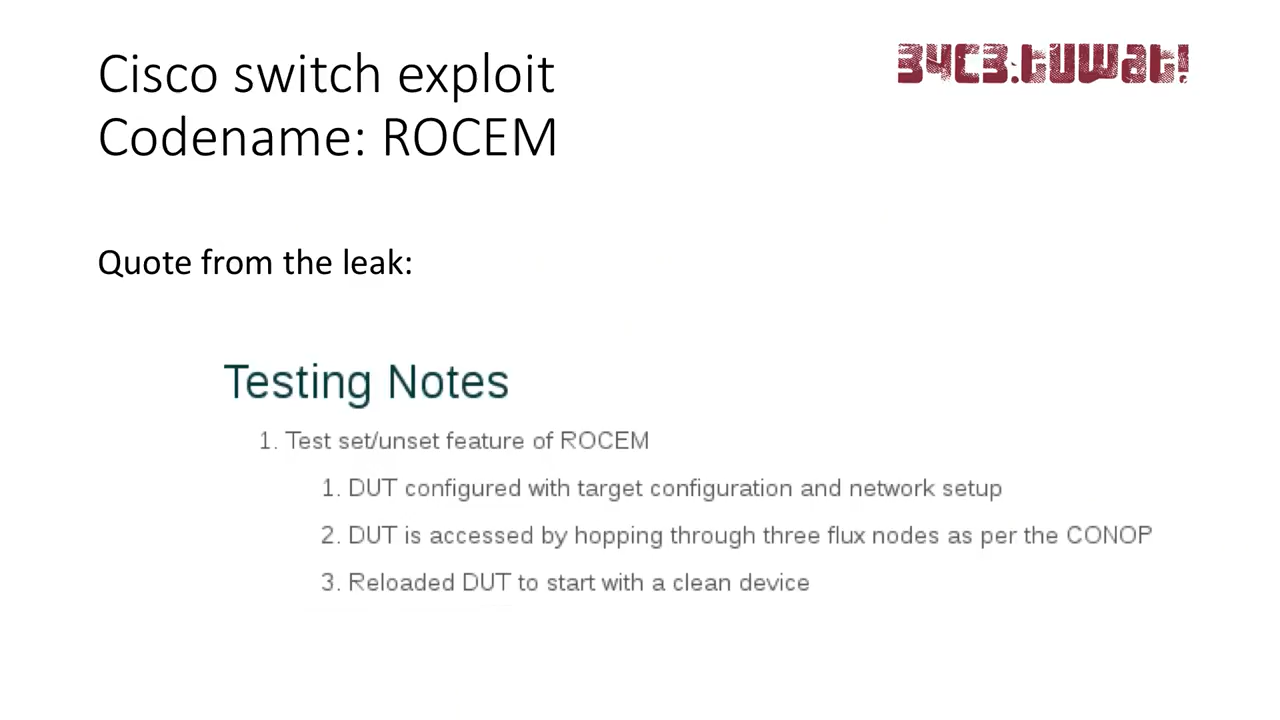 Cisco switch exploit
Codename: ROCEM
34C3.tuwat!
Quote from the leak:
Testing Notes
1. Test set/unset feature of ROCEM
1. DUT configured with target configuration and network setup
2. DUT is accessed by hopping through three flux nodes as per the CONOP
3. Reloaded DUT to start with a clean device